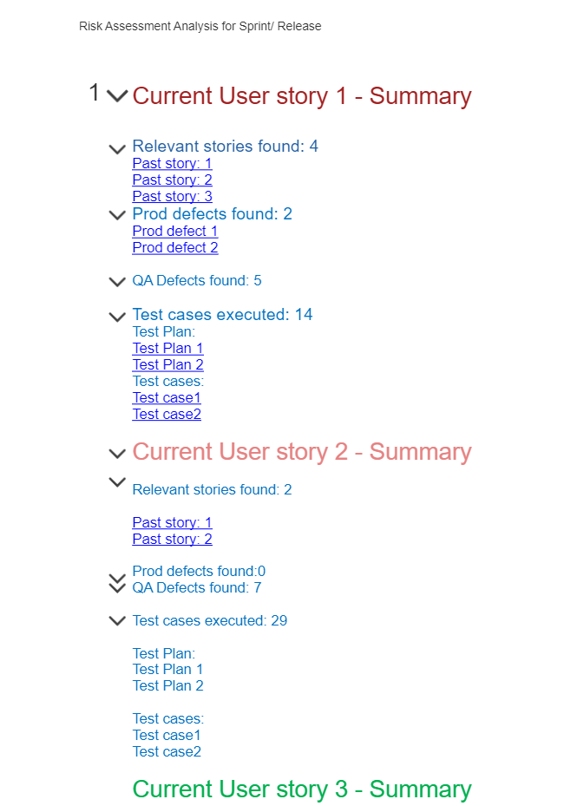 Risk Assessment Analysis for Sprint/ Release
1 Current User story 1 - Summary
Relevant stories found: 4
Past story: 1
Past story: 2
Past story: 3
Prod defects found: 2
Prod defect 1
Prod defect 2
QA Defects found: 5
Test cases executed: 14
Test Plan:
Test Plan 1
Test Plan 2
Test cases:
Test case1
Test case2
Current User story 2 - Summary
Relevant stories found: 2
Past story: 1
Past story: 2
Prod defects found:0
QA Defects found: 7
Test cases executed: 29
Test Plan:
Test Plan 1
Test Plan 2
Test cases:
Test case1
Test case2
Current User story 3 - Summary